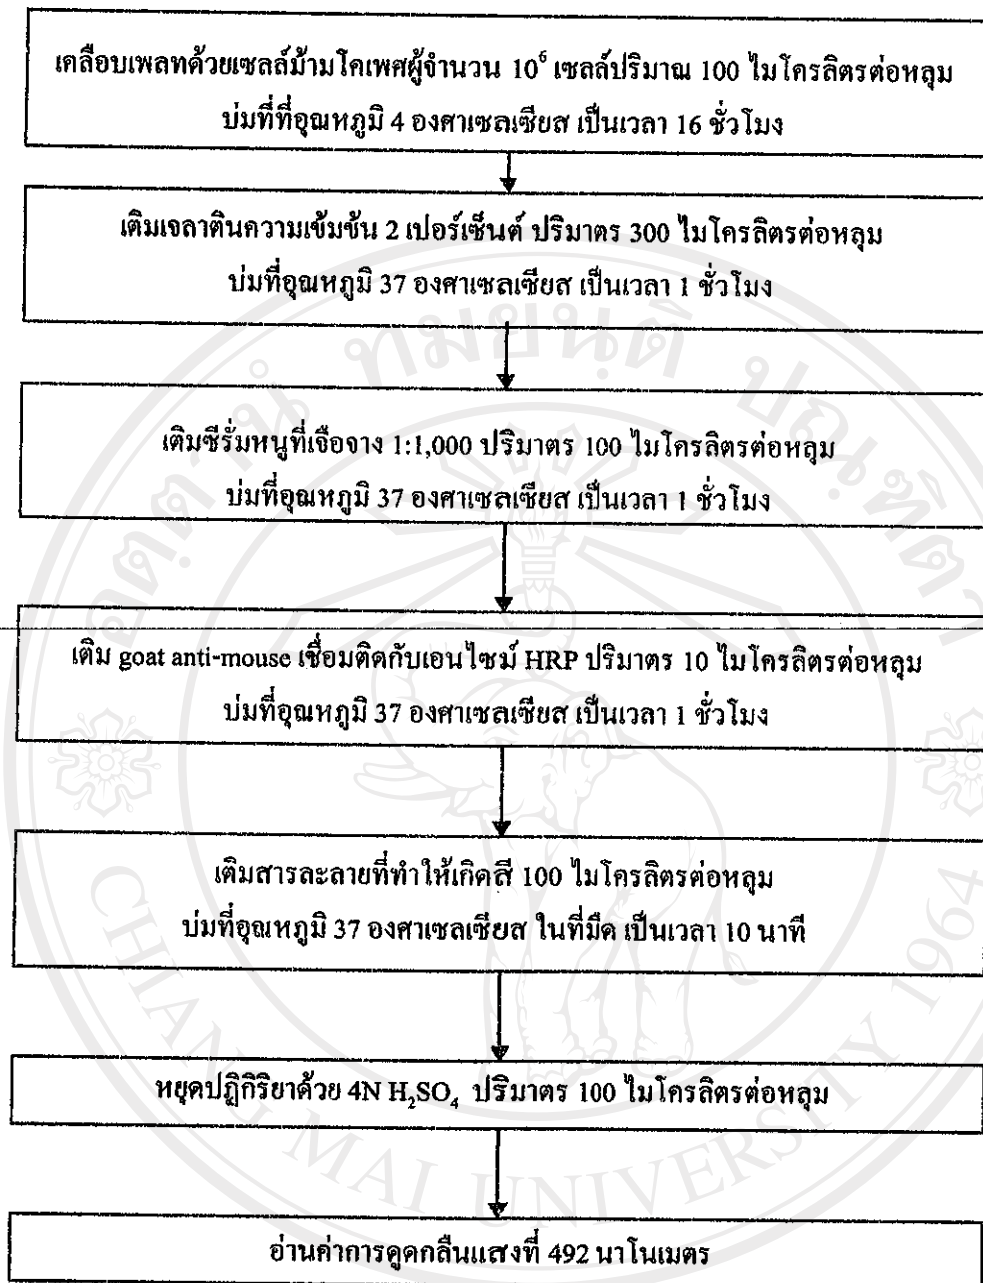 เคลือบเพลทด้วยเซลล์ม้ามโคเพศผู้จำนวน 10⁶ เซลล์ปริมาณ 100 ไมโครลิตรต่อหลุม
บ่มที่ที่อุณหภูมิ 4 องศาเซลเซียส เป็นเวลา 16 ชั่วโมง
เติมเจลาตินความเข้มข้น 2 เปอร์เซ็นต์ ปริมาตร 300 ไมโครลิตรต่อหลุม
บ่มที่อุณหภูมิ 37 องศาเซลเซียส เป็นเวลา 1 ชั่วโมง
เติมซีรั่มหนูที่เจือจาง 1:1,000 ปริมาตร 100 ไมโครลิตรต่อหลุม
บ่มที่อุณหภูมิ 37 องศาเซลเซียส เป็นเวลา 1 ชั่วโมง
เติม goat anti-mouse เชื่อมติดกับเอนไซม์ HRP ปริมาตร 10 ไมโครลิตรต่อหลุม
บ่มที่อุณหภูมิ 37 องศาเซลเซียส เป็นเวลา 1 ชั่วโมง
เติมสารละลายที่ทำให้เกิดสี 100 ไมโครลิตรต่อหลุม
บ่มที่อุณหภูมิ 37 องศาเซลเซียส ในที่มืด เป็นเวลา 10 นาที
หยุดปฏิกิริยาด้วย 4N H₂SO₄ ปริมาตร 100 ไมโครลิตรต่อหลุม
อ่านค่าการดูดกลืนแสงที่ 492 นาโนเมตร
CHIANG MAI UNIVERSITY 1964